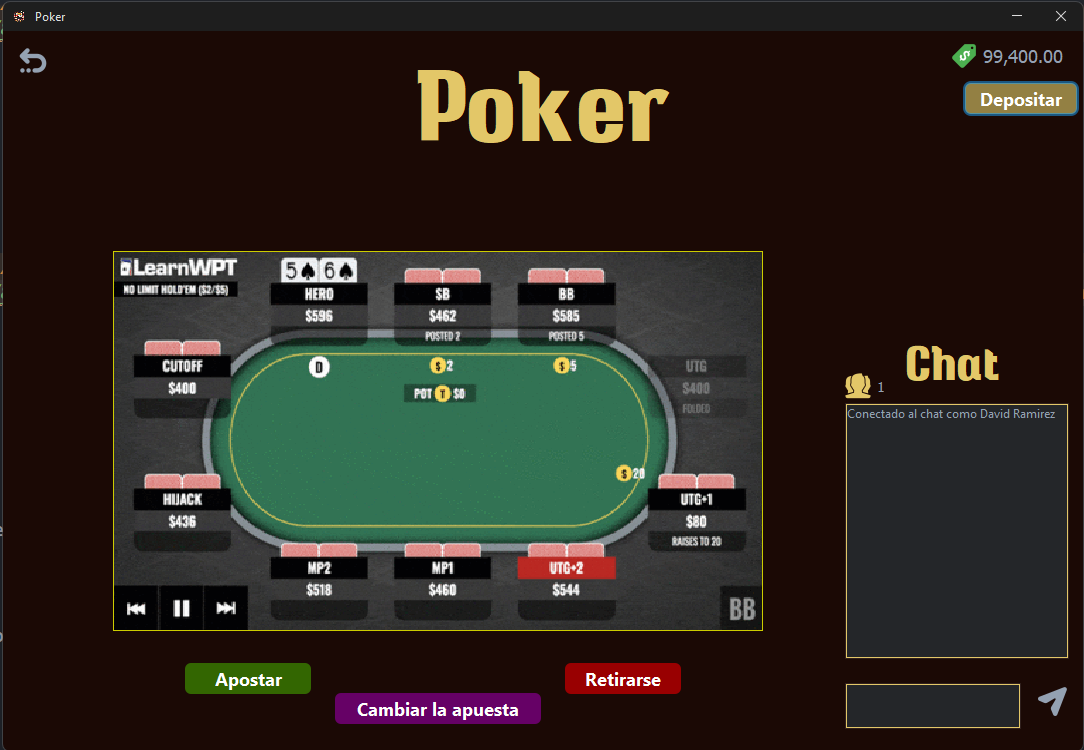 Poker
99,400.00
Depositar
Poker
LearnWPT
NO LIMIT HOLD'EM ($2/$5)
5 6
HERO
$596
SB
$462
POSTED 2
BB
$585
POSTED 5
CUTOFF
$400
D
$ 2
$ 5
POT T $0
UTG
$400
FOLDED
HIJACK
$436
$ 20
UTG+1
$80
RAISES TO 20
MP2
$518
MP1
$460
UTG+2
$544
BB
Chat
1
Conectado al chat como David Ramirez
Apostar
Retirarse
Cambiar la apuesta